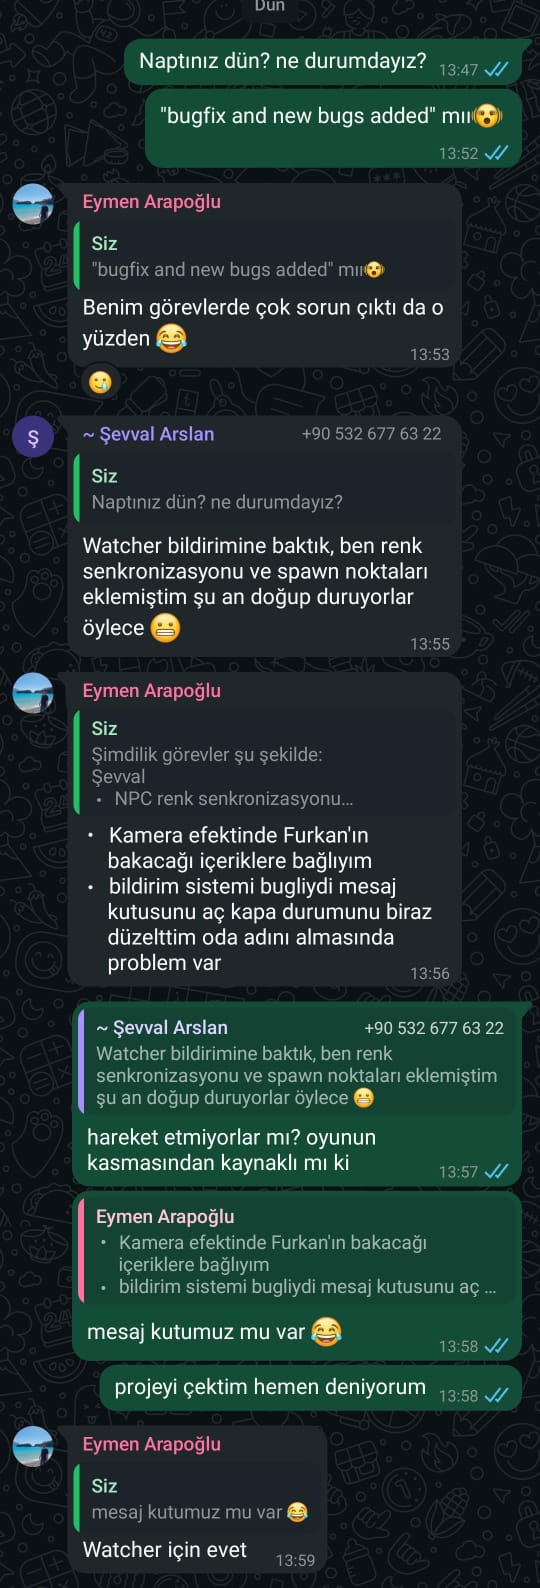 Dün
Naptınız dün? ne durumdayız?
13:47
"bugfix and new bugs added" mıı😵
13:52
Eymen Arapoğlu
Siz
"bugfix and new bugs added" mıı😵
Benim görevlerde çok sorun çıktı da o
yüzden 😂
13:53
🥲
Ş
~ Şevval Arslan
+90 532 677 63 22
Siz
Naptınız dün? ne durumdayız?
Watcher bildirimine baktık, ben renk
senkronizasyonu ve spawn noktaları
eklemiştim şu an doğup duruyorlar
öylece 😬
13:55
Eymen Arapoğlu
Siz
Şimdilik görevler şu şekilde:
Şevval
• NPC renk senkronizasyonu...
• Kamera efektinde Furkan'ın
bakacağı içeriklere bağlıyım
• bildirim sistemi bugliydi mesaj
kutusunu aç kapa durumunu biraz
düzelttim oda adını almasında
problem var
13:56
~ Şevval Arslan
+90 532 677 63 22
Watcher bildirimine baktık, ben renk
senkronizasyonu ve spawn noktaları eklemiştim
şu an doğup duruyorlar öylece 😬
hareket etmiyorlar mı? oyunun
kasmasından kaynaklı mı ki
13:57
Eymen Arapoğlu
• Kamera efektinde Furkan'ın bakacağı
içeriklere bağlıyım
• bildirim sistemi bugliydi mesaj kutusunu aç ...
mesaj kutumuz mu var 😂
13:58
projeyi çektim hemen deniyorum
13:58
Eymen Arapoğlu
Siz
mesaj kutumuz mu var 😂
Watcher için evet
13:59